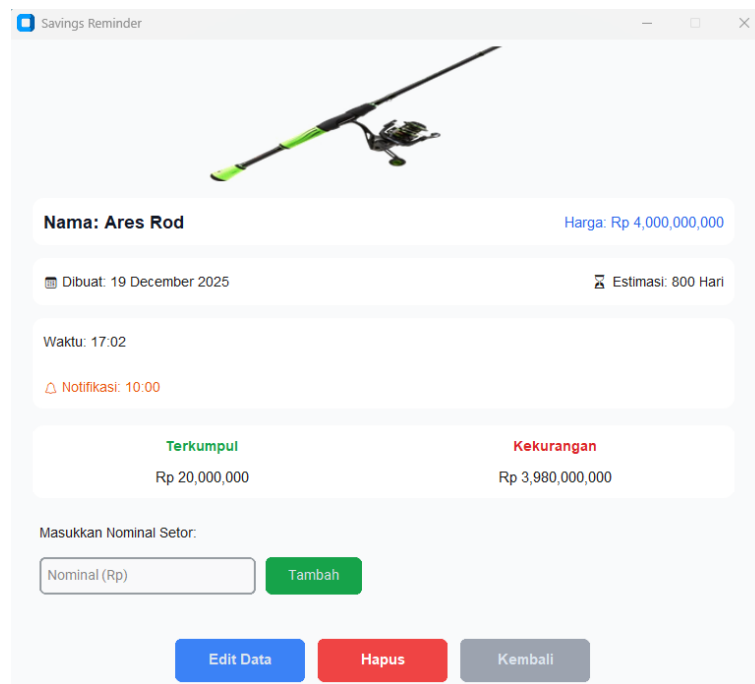 Savings Reminder
Nama: Ares Rod
Harga: Rp 4,000,000,000
Dibuat: 19 December 2025
Estimasi: 800 Hari
Waktu: 17:02
Notifikasi: 10:00
Terkumpul
Kekurangan
Rp 20,000,000
Rp 3,980,000,000
Masukkan Nominal Setor:
Nominal (Rp)
Tambah
Edit Data
Hapus
Kembali